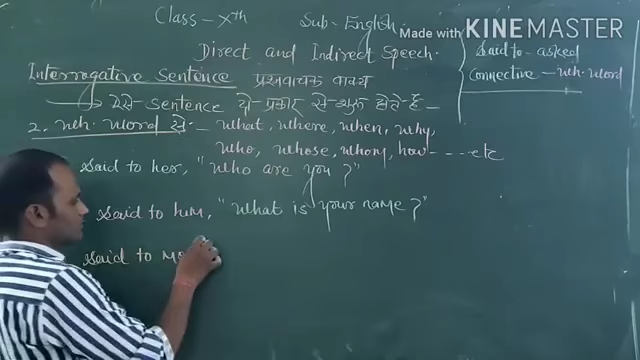 Class - Xth Sub - English
Made with KINEMASTER
Direct and Indirect Speech.
said to - asked
Connective - wh. word
Interrogative Sentence प्रश्नवाचक वाक्य
→ ऐसे Sentence दो प्रकार से शुरू होते हैं -
2. wh. word से - what, where, when, why,
who, whose, whom, how ---- etc
said to her, "who are you?"
said to him, "what is your name?"
said to me